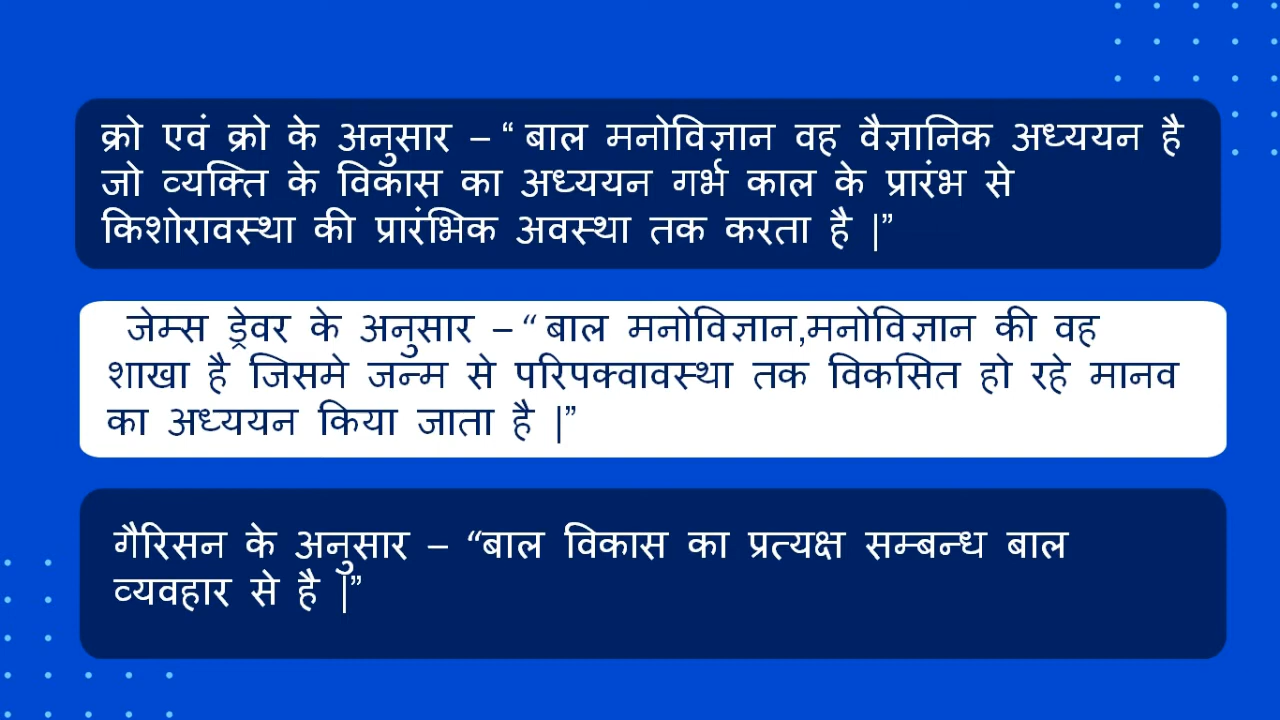 क्रो एवं क्रो के अनुसार – “ बाल मनोविज्ञान वह वैज्ञानिक अध्ययन है
जो व्यक्ति के विकास का अध्ययन गर्भ काल के प्रारंभ से
किशोरावस्था की प्रारंभिक अवस्था तक करता है |”
जेम्स ड्रेवर के अनुसार – “ बाल मनोविज्ञान,मनोविज्ञान की वह
शाखा है जिसमे जन्म से परिपक्वावस्था तक विकसित हो रहे मानव
का अध्ययन किया जाता है |”
गैरिसन के अनुसार – “बाल विकास का प्रत्यक्ष सम्बन्ध बाल
व्यवहार से है |”